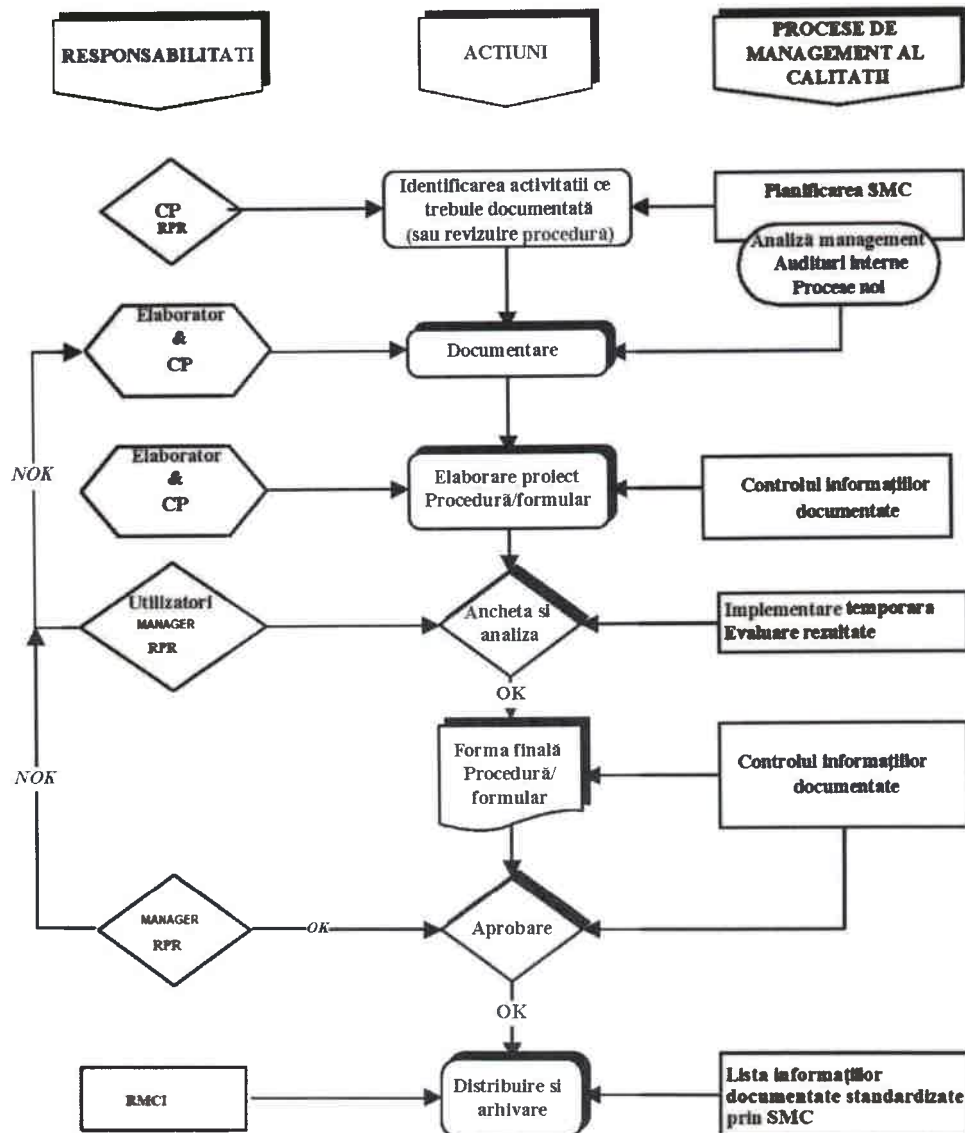 RESPONSABILITATI
ACTIUNI
PROCESE DE
MANAGEMENT AL
CALITATII
CP
RPR
Identificarea activitatii ce
trebuie documentată
(sau revizuire procedură)
Planificarea SMC
Analiză management
Audituri interne
Procese noi
Elaborator
&
CP
Documentare
NOK
Elaborator
&
CP
Elaborare proiect
Procedură/formular
Controlul informațiilor
documentate
Utilizatori
MANAGER
RPR
Ancheta si
analiza
Implementare temporara
Evaluare rezultate
OK
NOK
Forma finală
Procedură/
formular
Controlul informațiilor
documentate
MANAGER
RPR
OK
Aprobare
OK
RMCI
Distribuire si
arhivare
Lista informațiilor
documentate standardizate
prin SMC